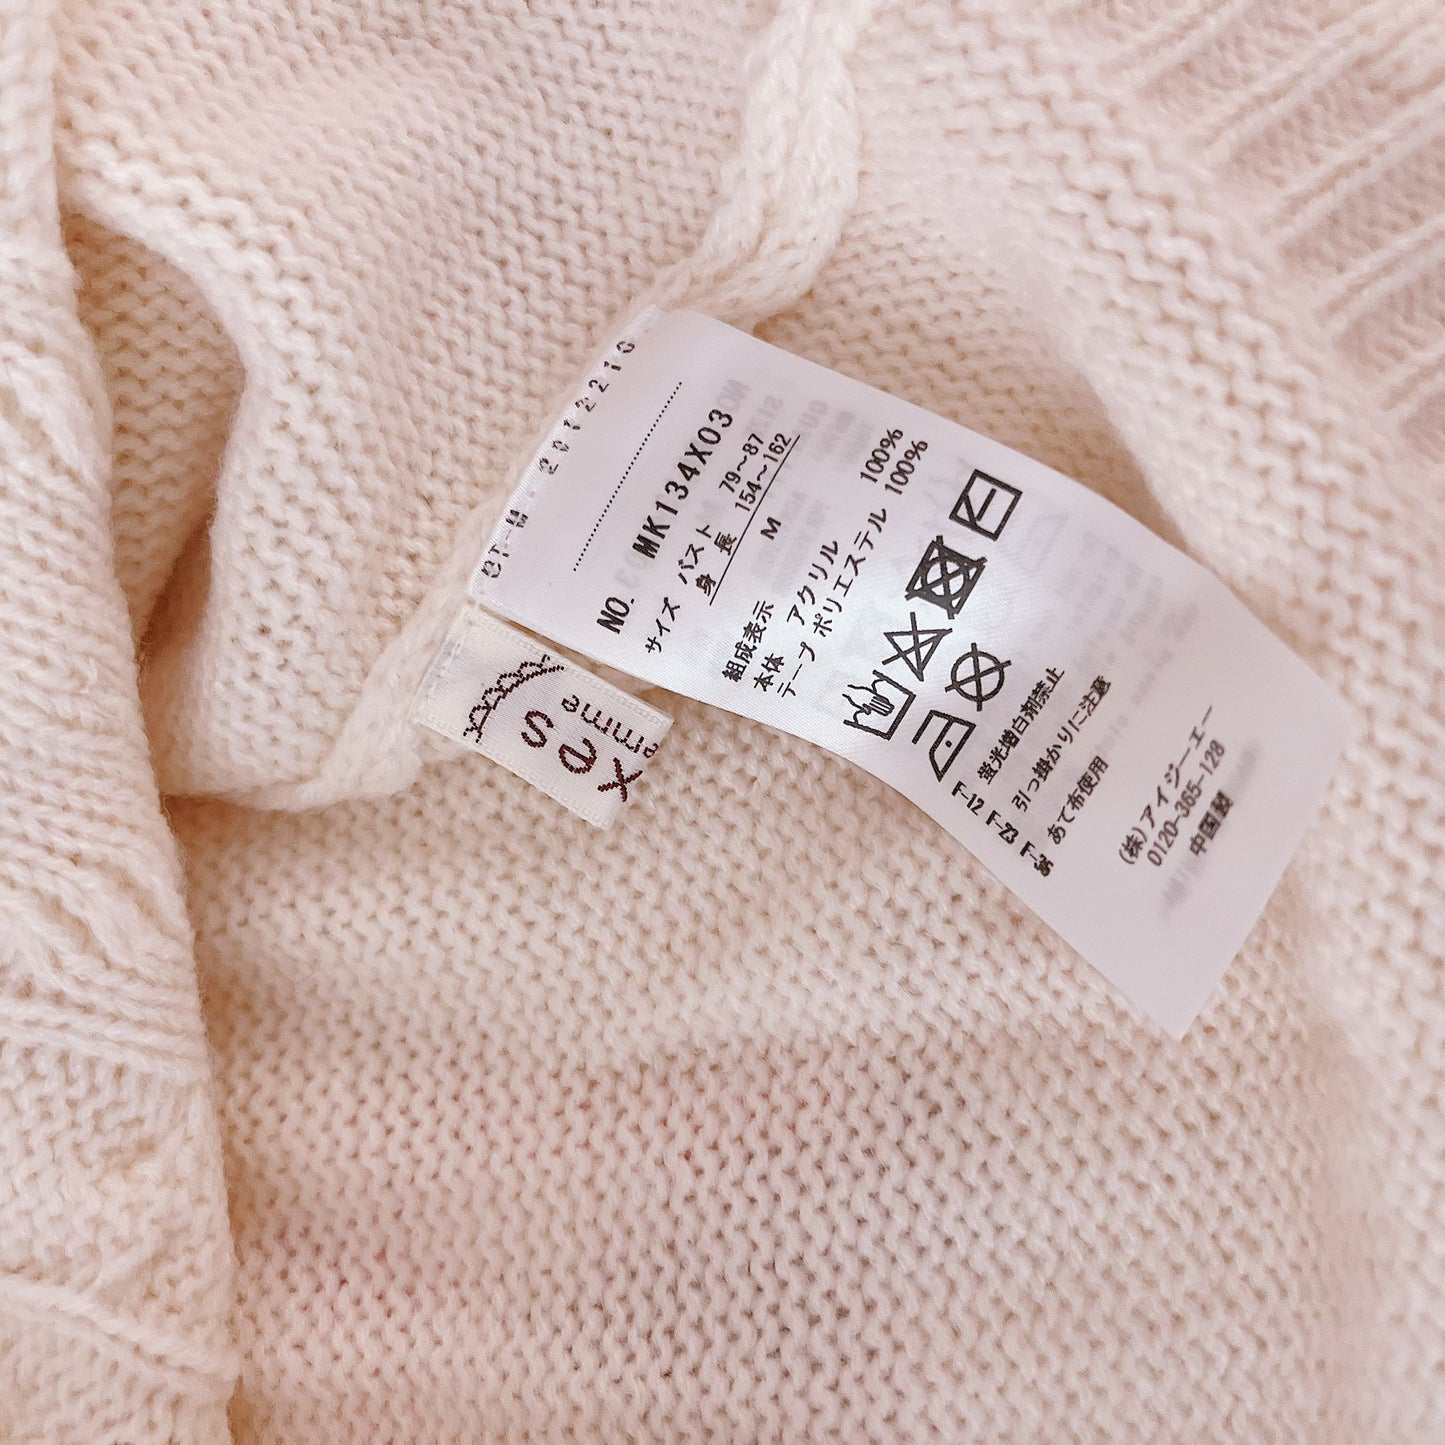 NO. MK134X03
サイズ バスト 79～87
身長 154～162
M
組成表示
本体 アクリル 100%
テープ ポリエステル 100%
蛍光増白剤禁止
引っ掛かりに注意
あて布使用
(株)アイジーエー
0120-365-128
中国製